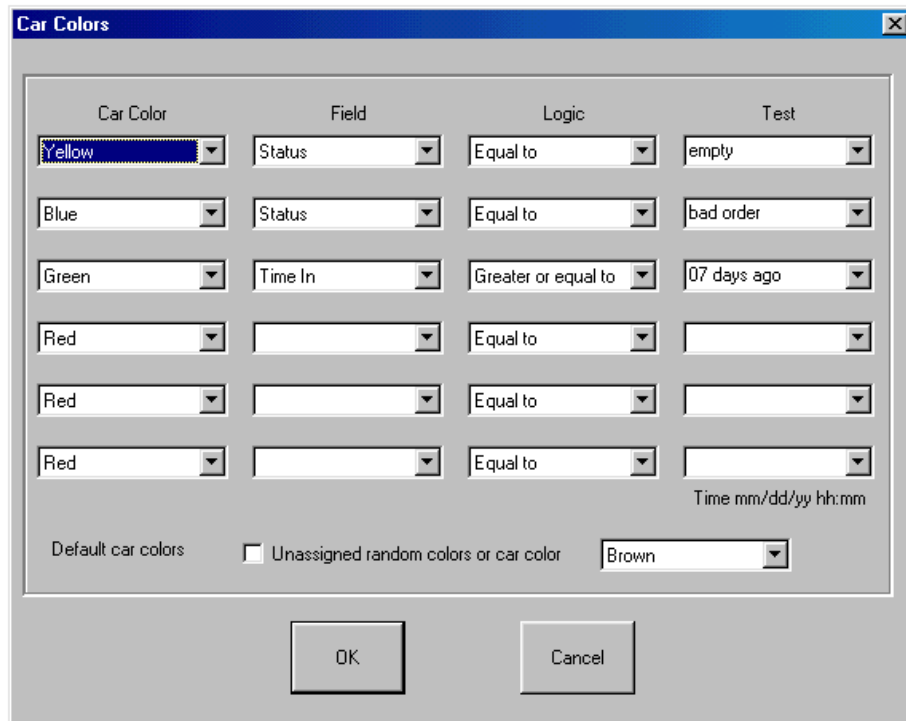 Car Colors
Car Color Field Logic Test
Yellow Status Equal to empty
Blue Status Equal to bad order
Green Time In Greater or equal to 07 days ago
Red Equal to
Red Equal to
Red Equal to
Time mm/dd/yy hh:mm
Default car colors Unassigned random colors or car color Brown
OK Cancel